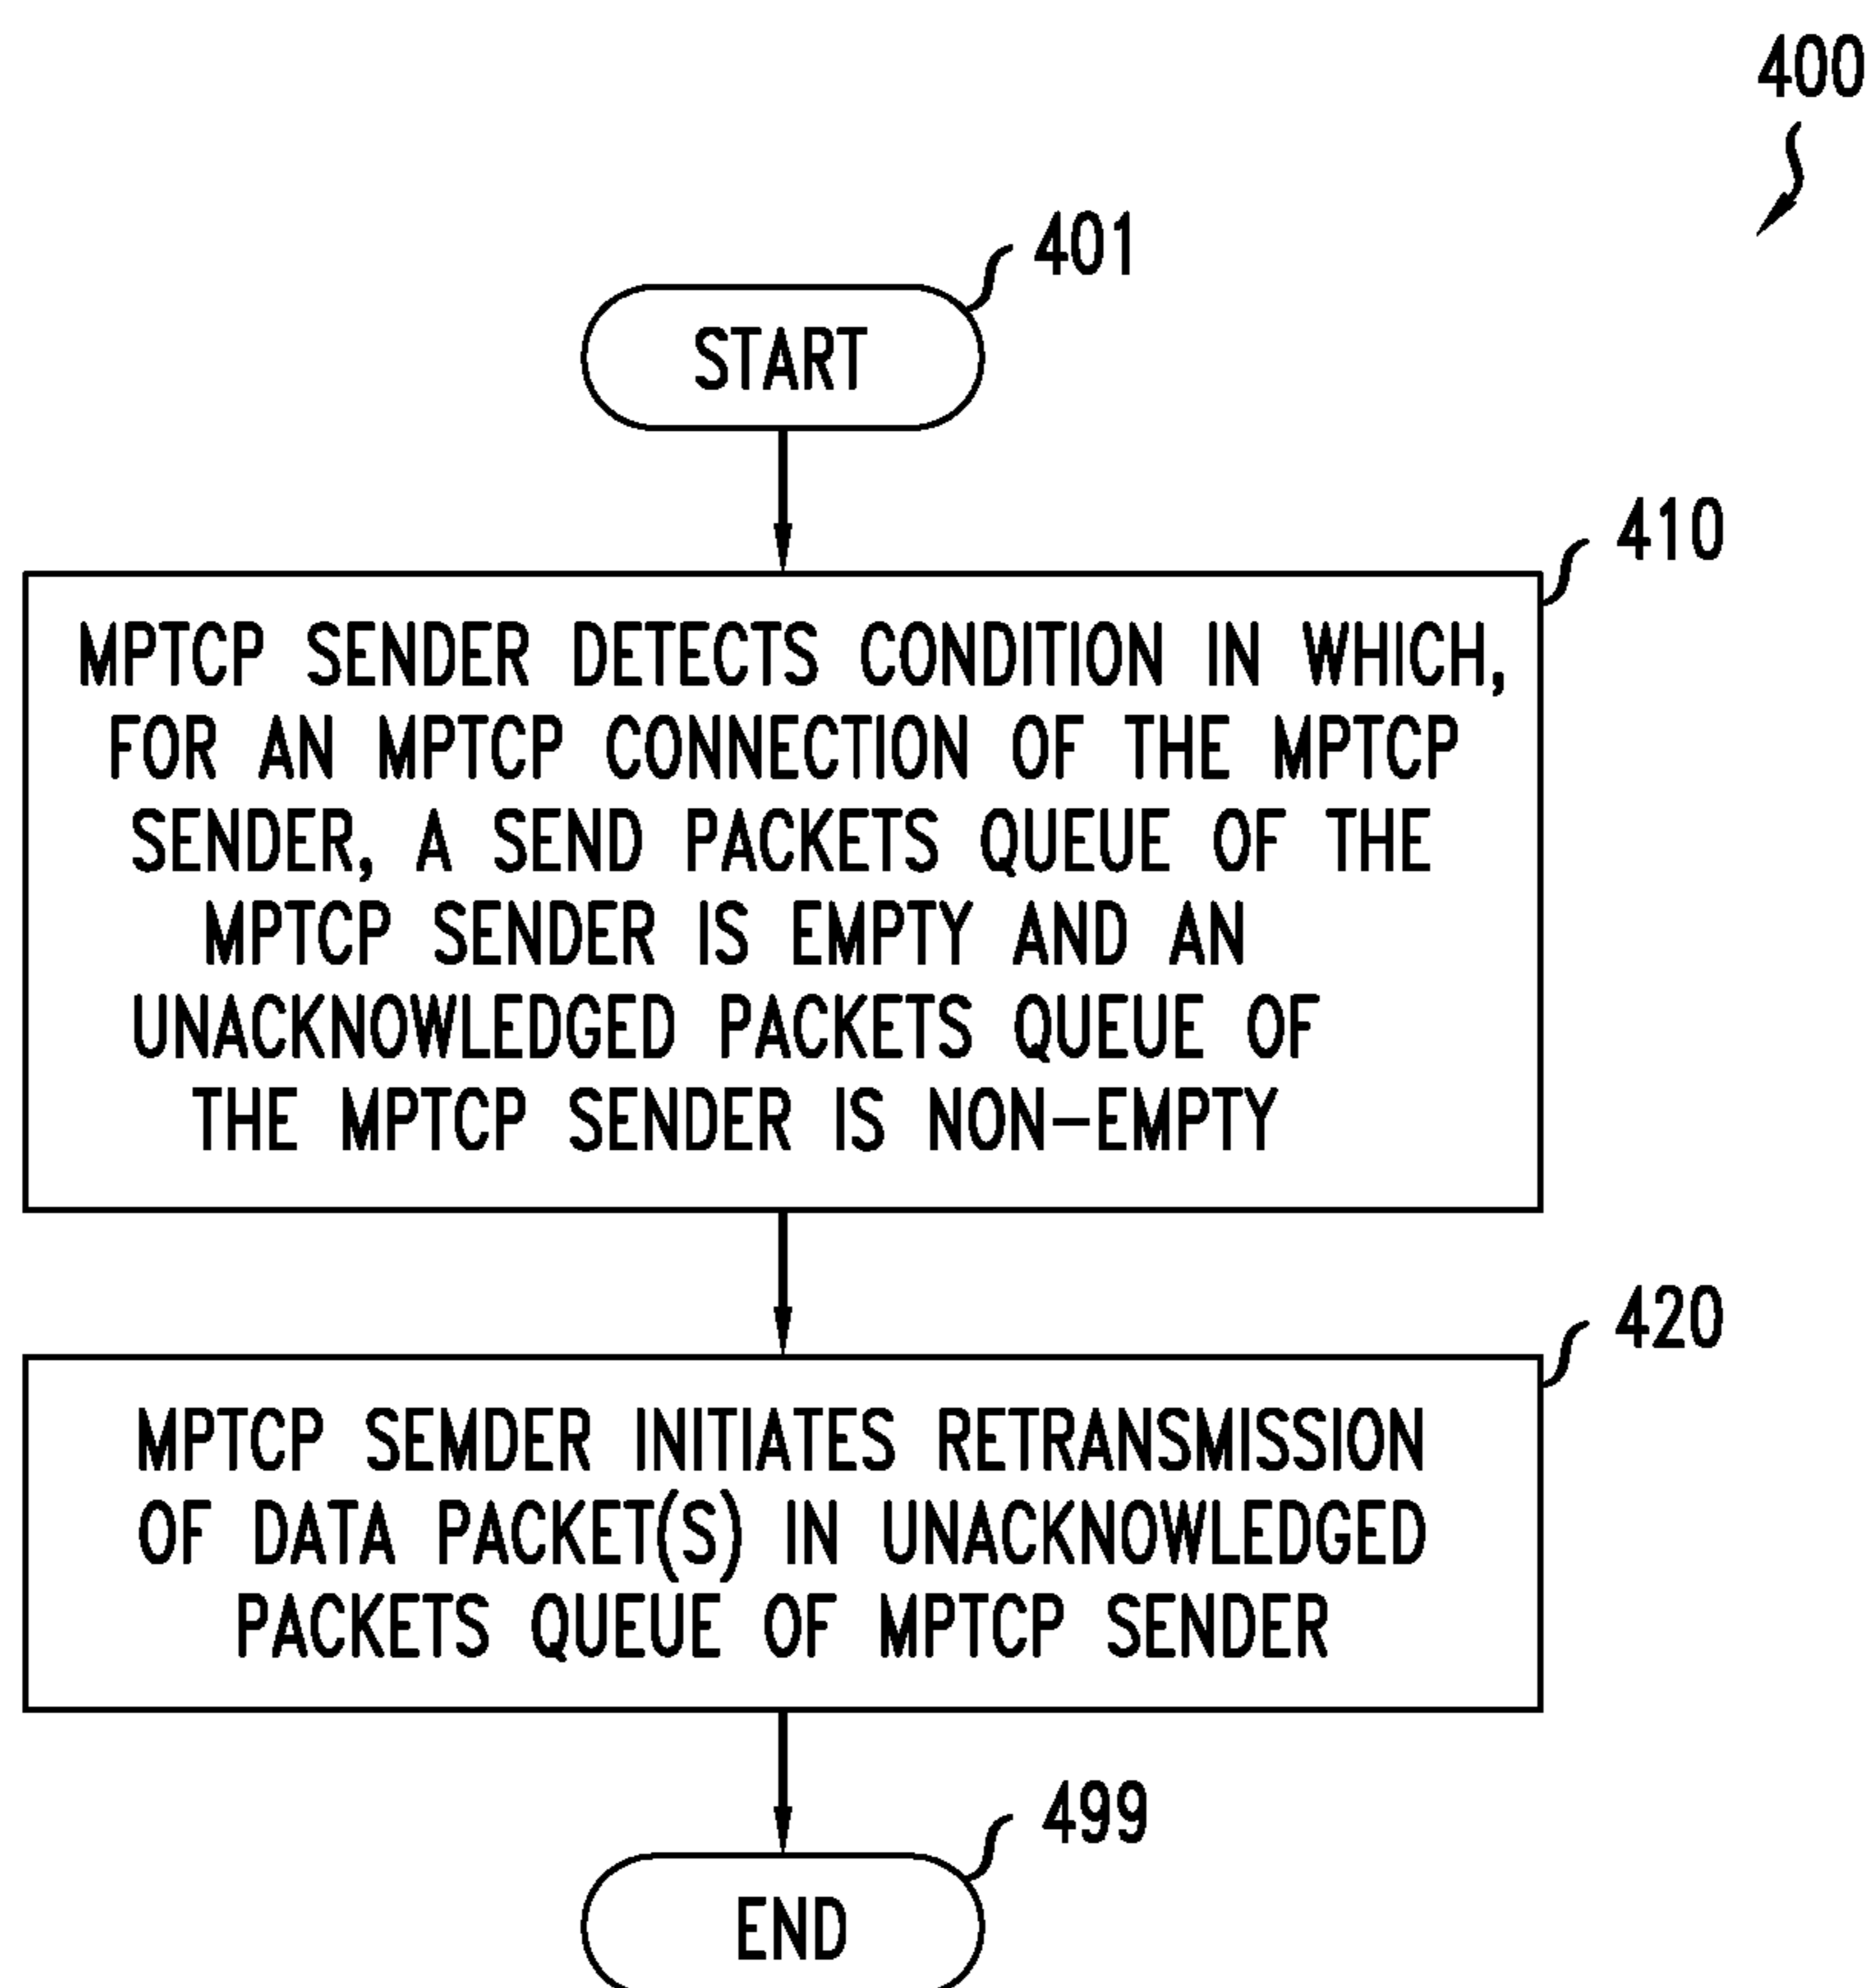 400
401
START
410
MPTCP SENDER DETECTS CONDITION IN WHICH,
FOR AN MPTCP CONNECTION OF THE MPTCP
SENDER, A SEND PACKETS QUEUE OF THE
MPTCP SENDER IS EMPTY AND AN
UNACKNOWLEDGED PACKETS QUEUE OF
THE MPTCP SENDER IS NON-EMPTY
420
MPTCP SEMDER INITIATES RETRANSMISSION
OF DATA PACKET(S) IN UNACKNOWLEDGED
PACKETS QUEUE OF MPTCP SENDER
499
END